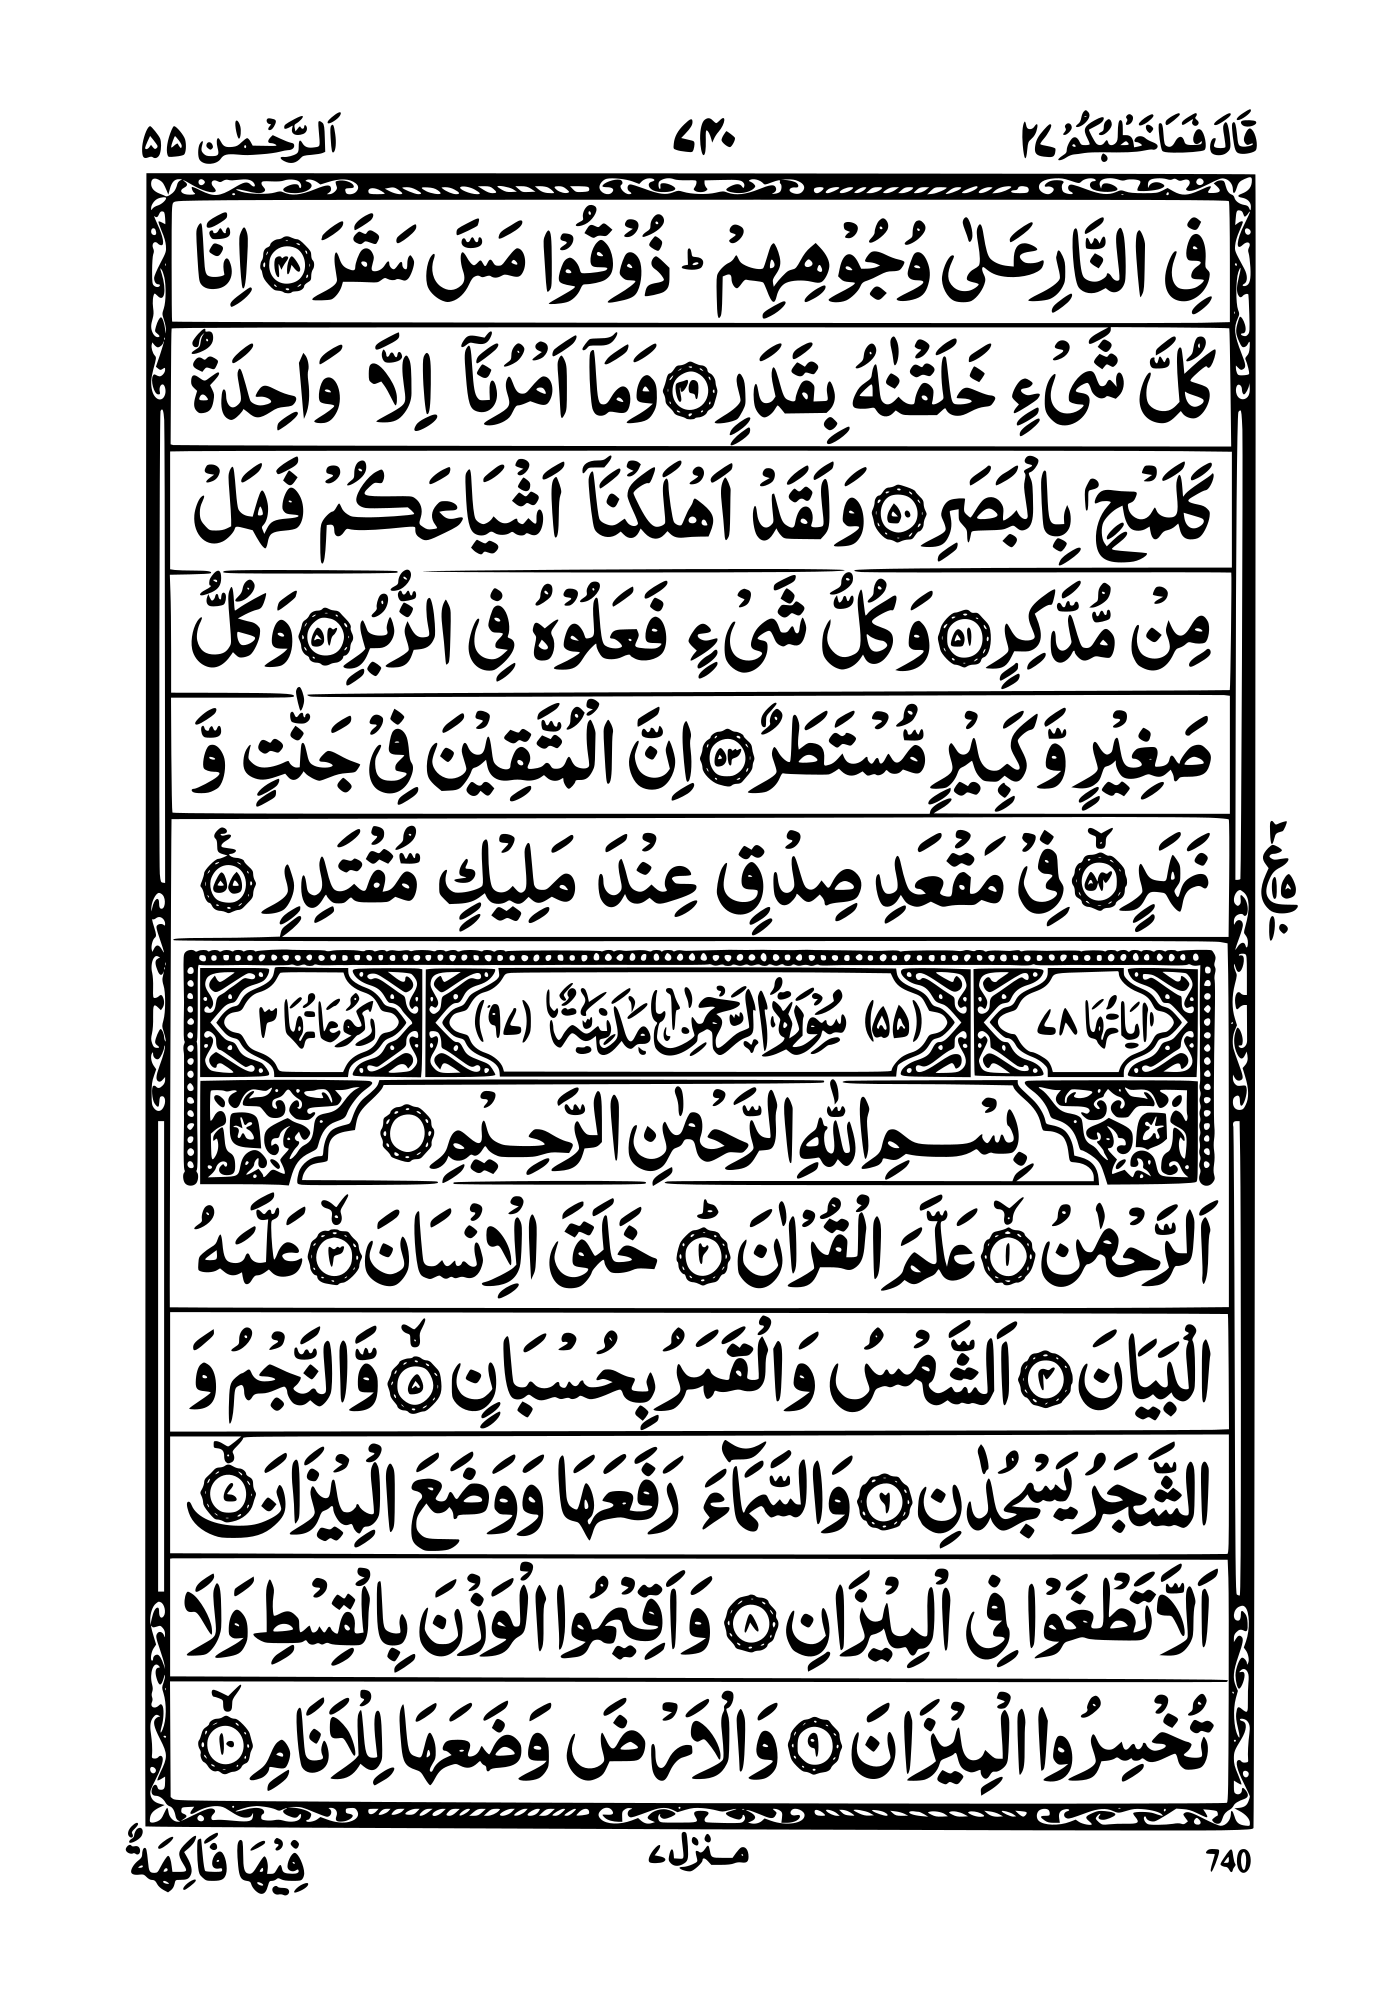 قَالَ فَمَا خَطْبُكُمْ ٢٧ ٧٤٠ اَلرَّحْمٰن ٥٥
فِى النَّارِ عَلٰى وُجُوْهِهِمْ ؕ ذُوْقُوْا مَسَّ سَقَرَ ﴿٤٨﴾ اِنَّا
كُلَّ شَىْءٍ خَلَقْنٰهُ بِقَدَرٍ ﴿٤٩﴾ وَمَاۤ اَمْرُنَاۤ اِلَّا وَاحِدَةٌ
كَلَمْحٍۭ بِالْبَصَرِ ﴿٥٠﴾ وَلَقَدْ اَهْلَكْنَاۤ اَشْيَاعَكُمْ فَهَلْ
مِنْ مُّدَّكِرٍ ﴿٥١﴾ وَكُلُّ شَىْءٍ فَعَلُوْهُ فِى الزُّبُرِ ﴿٥٢﴾ وَكُلُّ
صَغِيْرٍ وَّكَبِيْرٍ مُّسْتَطَرٌ ﴿٥٣﴾ اِنَّ الْمُتَّقِيْنَ فِىْ جَنّٰتٍ وَّ
نَهَرٍ ۙ﴿٥٤﴾ فِىْ مَقْعَدِ صِدْقٍ عِنْدَ مَلِيْكٍ مُّقْتَدِرٍ ﴿٥٥﴾ ع
٢
ع ١٥
١٠
اٰيَاتُهَا ٧٨ (٥٥) سُوْرَةُ الرَّحْمٰنِ مَدَنِيَّةٌ (٩٧) رُكُوْعَاتُهَا ٣
بِسْمِ اللّٰهِ الرَّحْمٰنِ الرَّحِيْمِ
اَلرَّحْمٰنُ ۙ﴿١﴾ عَلَّمَ الْقُرْاٰنَ ؕ﴿٢﴾ خَلَقَ الْاِنْسَانَ ۙ﴿٣﴾ عَلَّمَهُ
الْبَيَانَ ﴿٤﴾ اَلشَّمْسُ وَالْقَمَرُ بِحُسْبَانٍ ۙ﴿٥﴾ وَّالنَّجْمُ وَ
الشَّجَرُ يَسْجُدٰنِ ﴿٦﴾ وَالسَّمَآءَ رَفَعَهَا وَوَضَعَ الْمِيْزَانَ ۙ﴿٧﴾
اَلَّا تَطْغَوْا فِى الْمِيْزَانِ ﴿٨﴾ وَاَقِيْمُوا الْوَزْنَ بِالْقِسْطِ وَلَا
تُخْسِرُوا الْمِيْزَانَ ﴿٩﴾ وَالْاَرْضَ وَضَعَهَا لِلْاَنَامِ ۙ﴿١٠﴾
740 مـنزل ٧ فِيْهَا فَاكِهَةٌ